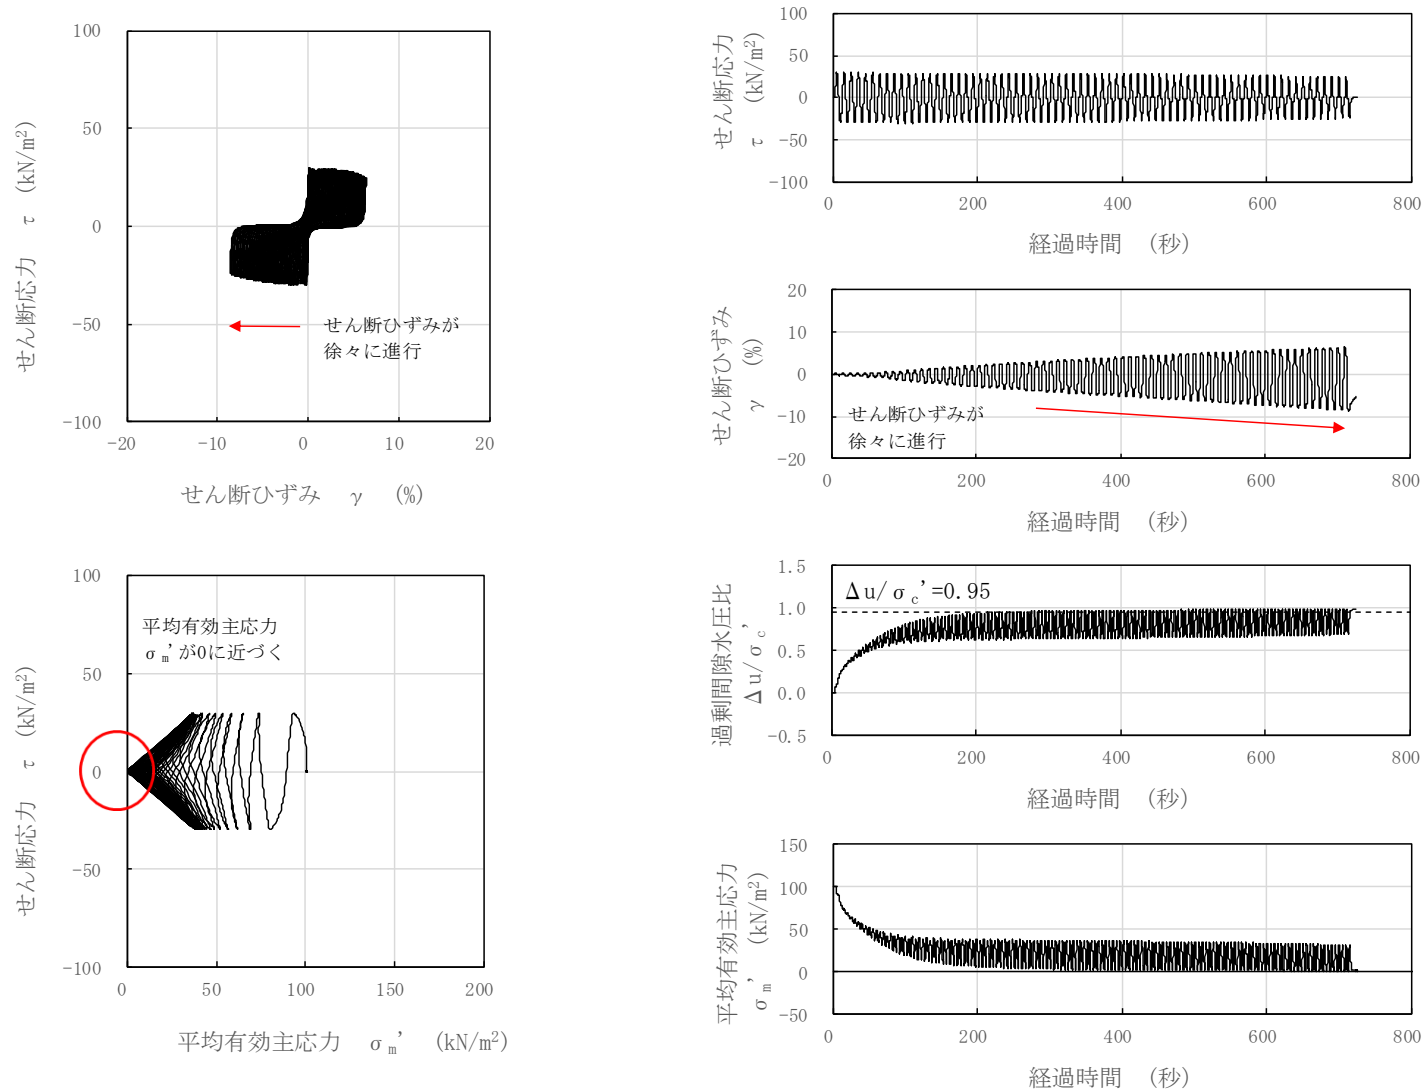 100
50
0
-50
-100
-20
-10
0
10
20
せん断応力 τ (kN/m²)
せん断ひずみが
徐々に進行
せん断ひずみ γ (%)
100
50
0
-50
-100
0
50
100
150
200
せん断応力 τ (kN/m²)
平均有効主応力
σm'が0に近づく
平均有効主応力 σm' (kN/m²)
せん断応力
τ (kN/m²)
100
50
0
-50
-100
0
200
400
600
800
経過時間 (秒)
せん断ひずみ
γ (%)
20
10
0
-10
-20
せん断ひずみが
徐々に進行
0
200
400
600
800
経過時間 (秒)
過剰間隙水圧比
Δu/σc'
1.5
1.0
0.5
0.0
-0.5
Δu/σc'=0.95
0
200
400
600
800
経過時間 (秒)
平均有効主応力
σm' (kN/m²)
150
100
50
0
-50
0
200
400
600
800
経過時間 (秒)